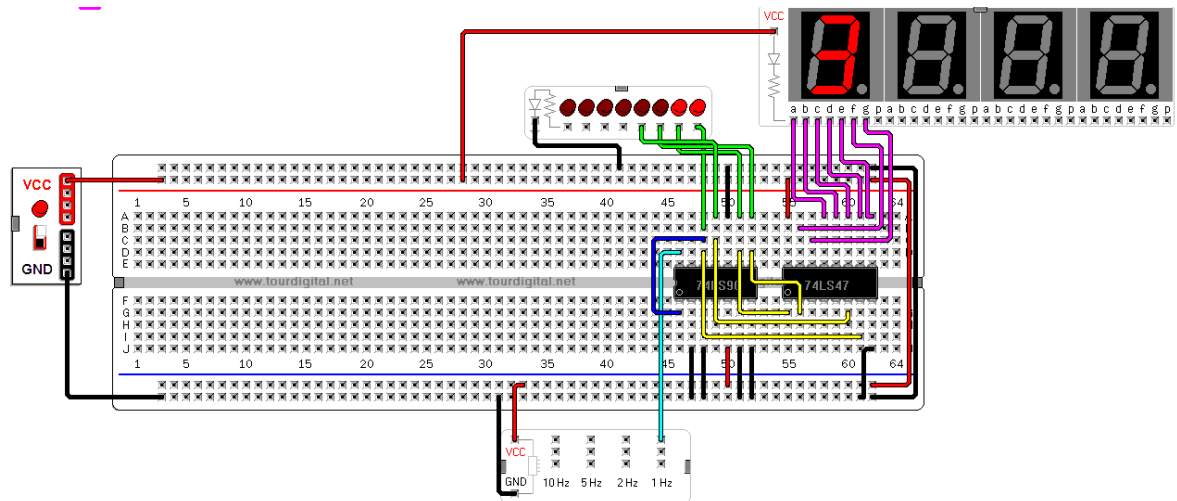 VCC
a b c d e f g p a b c d e f g p a b c d e f g p a b c d e f g p
VCC
GND
1 5 10 15 20 25 30 35 40 45 50 55 60 64
A
B
C
D
E
www.tourdigital.net www.tourdigital.net 74LS90 74LS47
F
G
H
I
J
1 5 10 15 20 25 30 35 40 45 50 55 60 64
VCC
GND 10 Hz 5 Hz 2 Hz 1 Hz